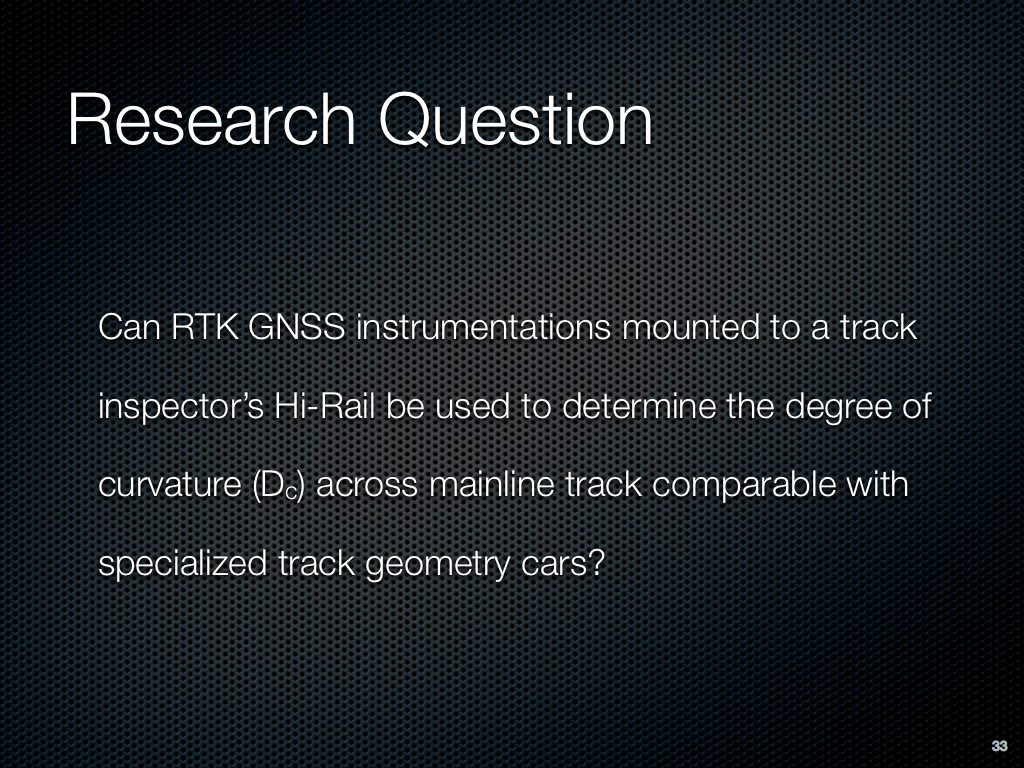 Research Question
Can RTK GNSS instrumentations mounted to a track
inspector’s Hi-Rail be used to determine the degree of
curvature (Dc) across mainline track comparable with
specialized track geometry cars?
33